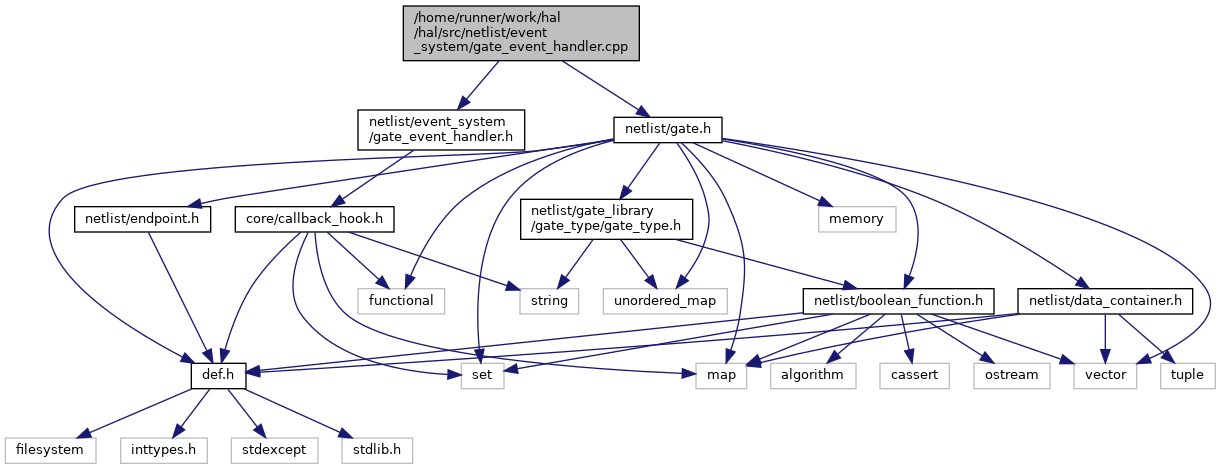 /home/runner/work/hal
/hal/src/netlist/event
_system/gate_event_handler.cpp
netlist/event_system
/gate_event_handler.h
netlist/gate.h
netlist/endpoint.h
core/callback_hook.h
netlist/gate_library
/gate_type/gate_type.h
memory
functional
string
unordered_map
netlist/boolean_function.h
netlist/data_container.h
def.h
set
map
algorithm
cassert
ostream
vector
tuple
filesystem
inttypes.h
stdexcept
stdlib.h